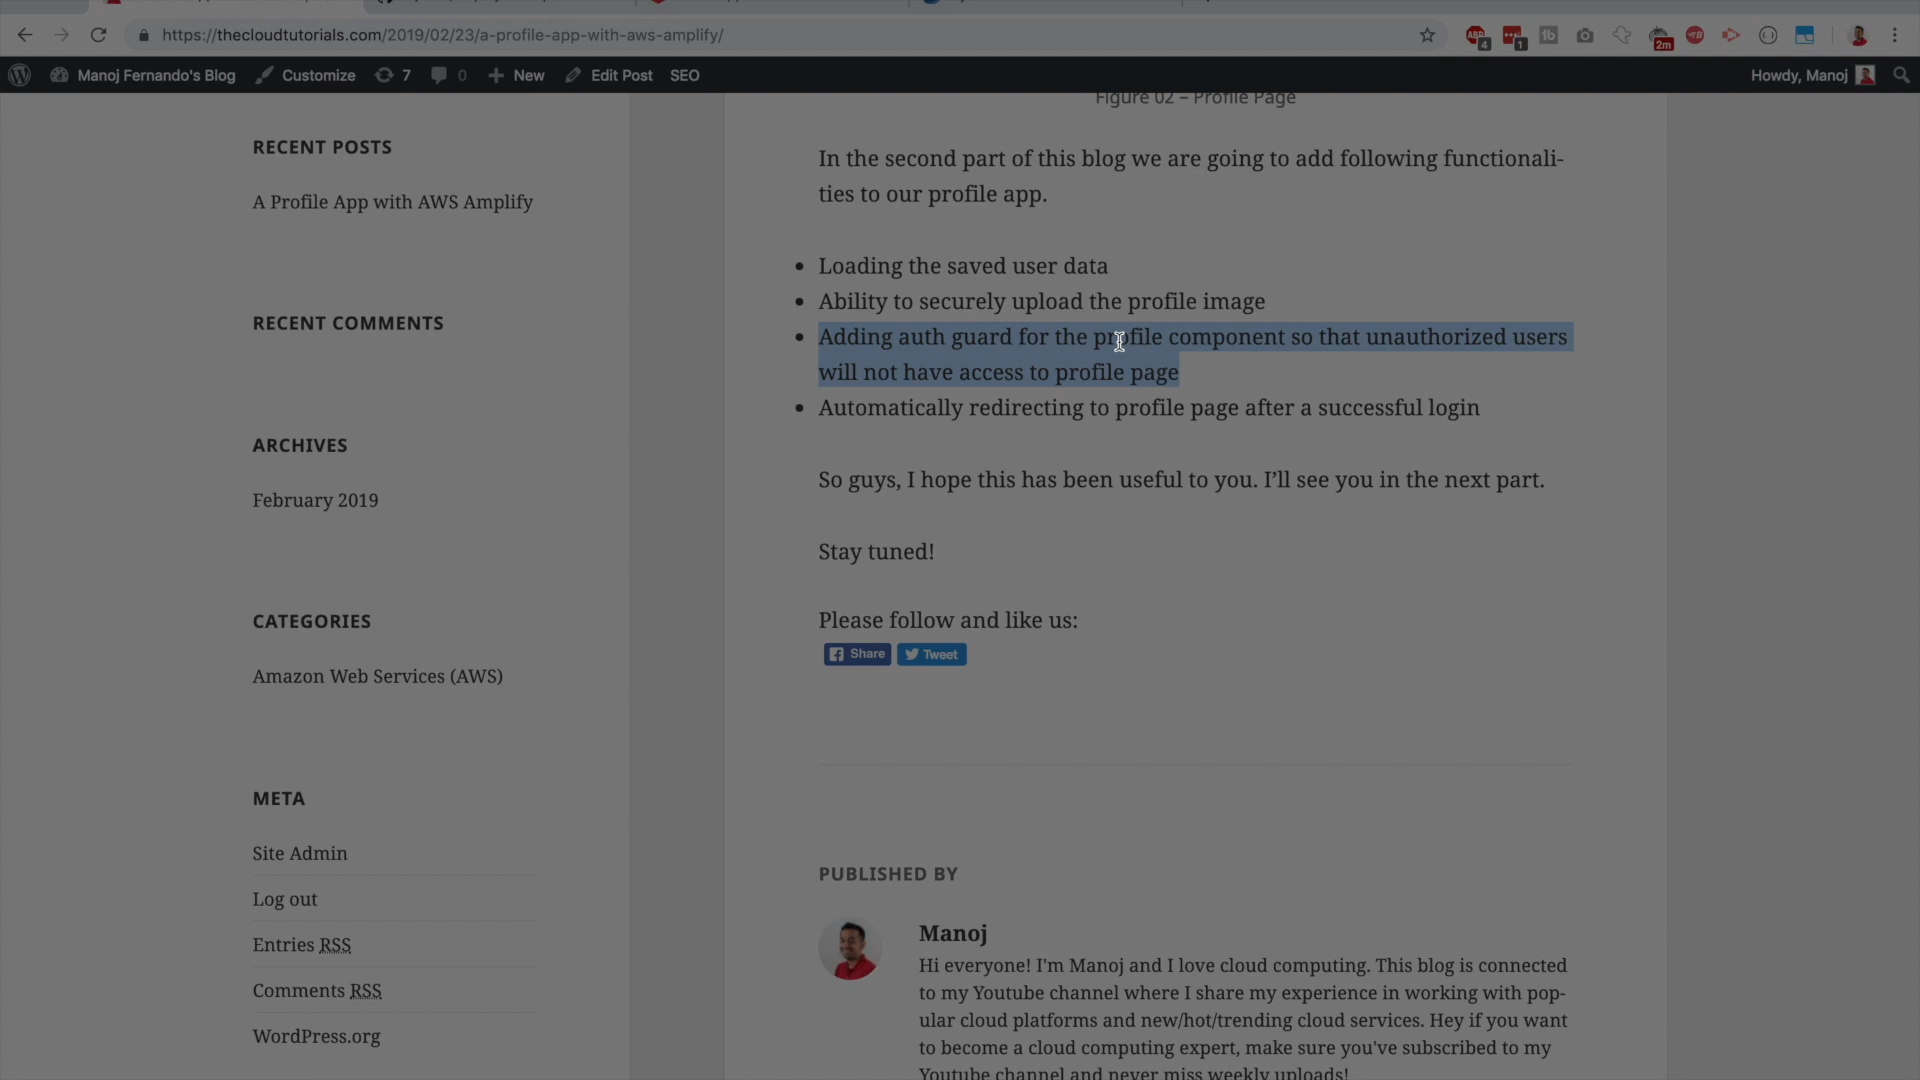 https://thecloudtutorials.com/2019/02/23/a-profile-app-with-aws-amplify/
ABP 4
1
2m
Manoj Fernando's Blog Customize 7 0 New Edit Post SEO Howdy, Manoj
Figure 02 – Profile Page
RECENT POSTS
A Profile App with AWS Amplify
RECENT COMMENTS
ARCHIVES
February 2019
CATEGORIES
Amazon Web Services (AWS)
META
Site Admin
Log out
Entries RSS
Comments RSS
WordPress.org
In the second part of this blog we are going to add following functionali-
ties to our profile app.
• Loading the saved user data
• Ability to securely upload the profile image
• Adding auth guard for the profile component so that unauthorized users
will not have access to profile page
• Automatically redirecting to profile page after a successful login
So guys, I hope this has been useful to you. I’ll see you in the next part.
Stay tuned!
Please follow and like us:
Share Tweet
PUBLISHED BY
Manoj
Hi everyone! I'm Manoj and I love cloud computing. This blog is connected
to my Youtube channel where I share my experience in working with pop-
ular cloud platforms and new/hot/trending cloud services. Hey if you want
to become a cloud computing expert, make sure you've subscribed to my
Youtube channel and never miss weekly uploads!